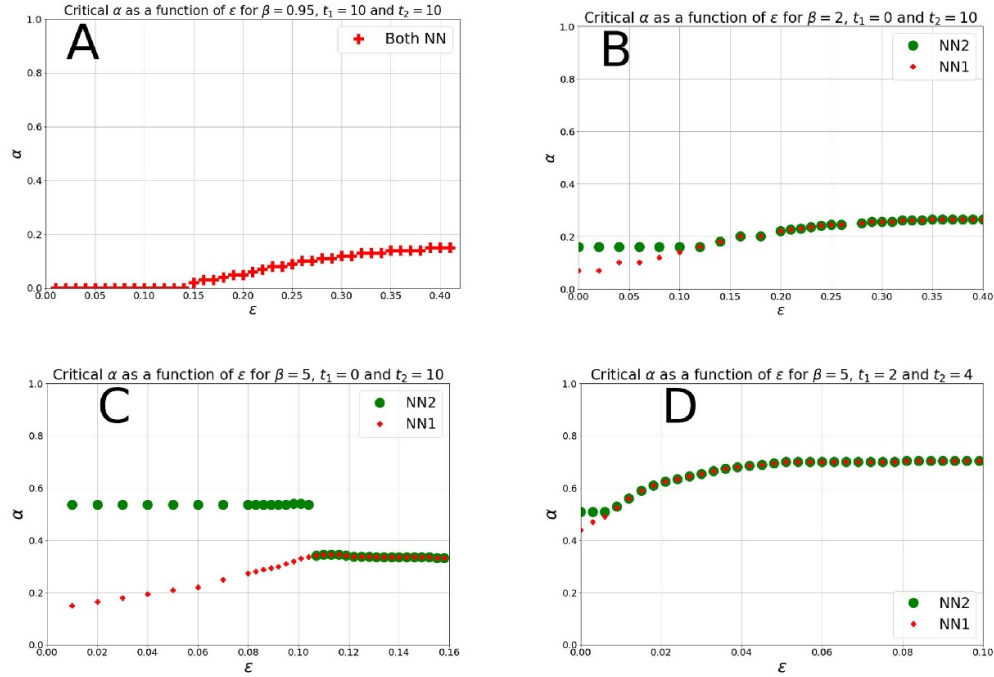 Critical α as a function of ε for β = 0.95, t₁ = 10 and t₂ = 10
A
Both NN
1.0
0.8
0.6
α
0.4
0.2
0.0
0.00 0.05 0.10 0.15 0.20 0.25 0.30 0.35 0.40
ε
Critical α as a function of ε for β = 2, t₁ = 0 and t₂ = 10
B
NN2
NN1
1.0
0.8
0.6
α
0.4
0.2
0.0
0.00 0.05 0.10 0.15 0.20 0.25 0.30 0.35 0.40
ε
Critical α as a function of ε for β = 5, t₁ = 0 and t₂ = 10
C
NN2
NN1
1.0
0.8
0.6
α
0.4
0.2
0.0
0.00 0.02 0.04 0.06 0.08 0.10 0.12 0.14 0.16
ε
Critical α as a function of ε for β = 5, t₁ = 2 and t₂ = 4
D
1.0
0.8
0.6
α
0.4
0.2
0.0
NN2
NN1
0.00 0.02 0.04 0.06 0.08 0.10
ε